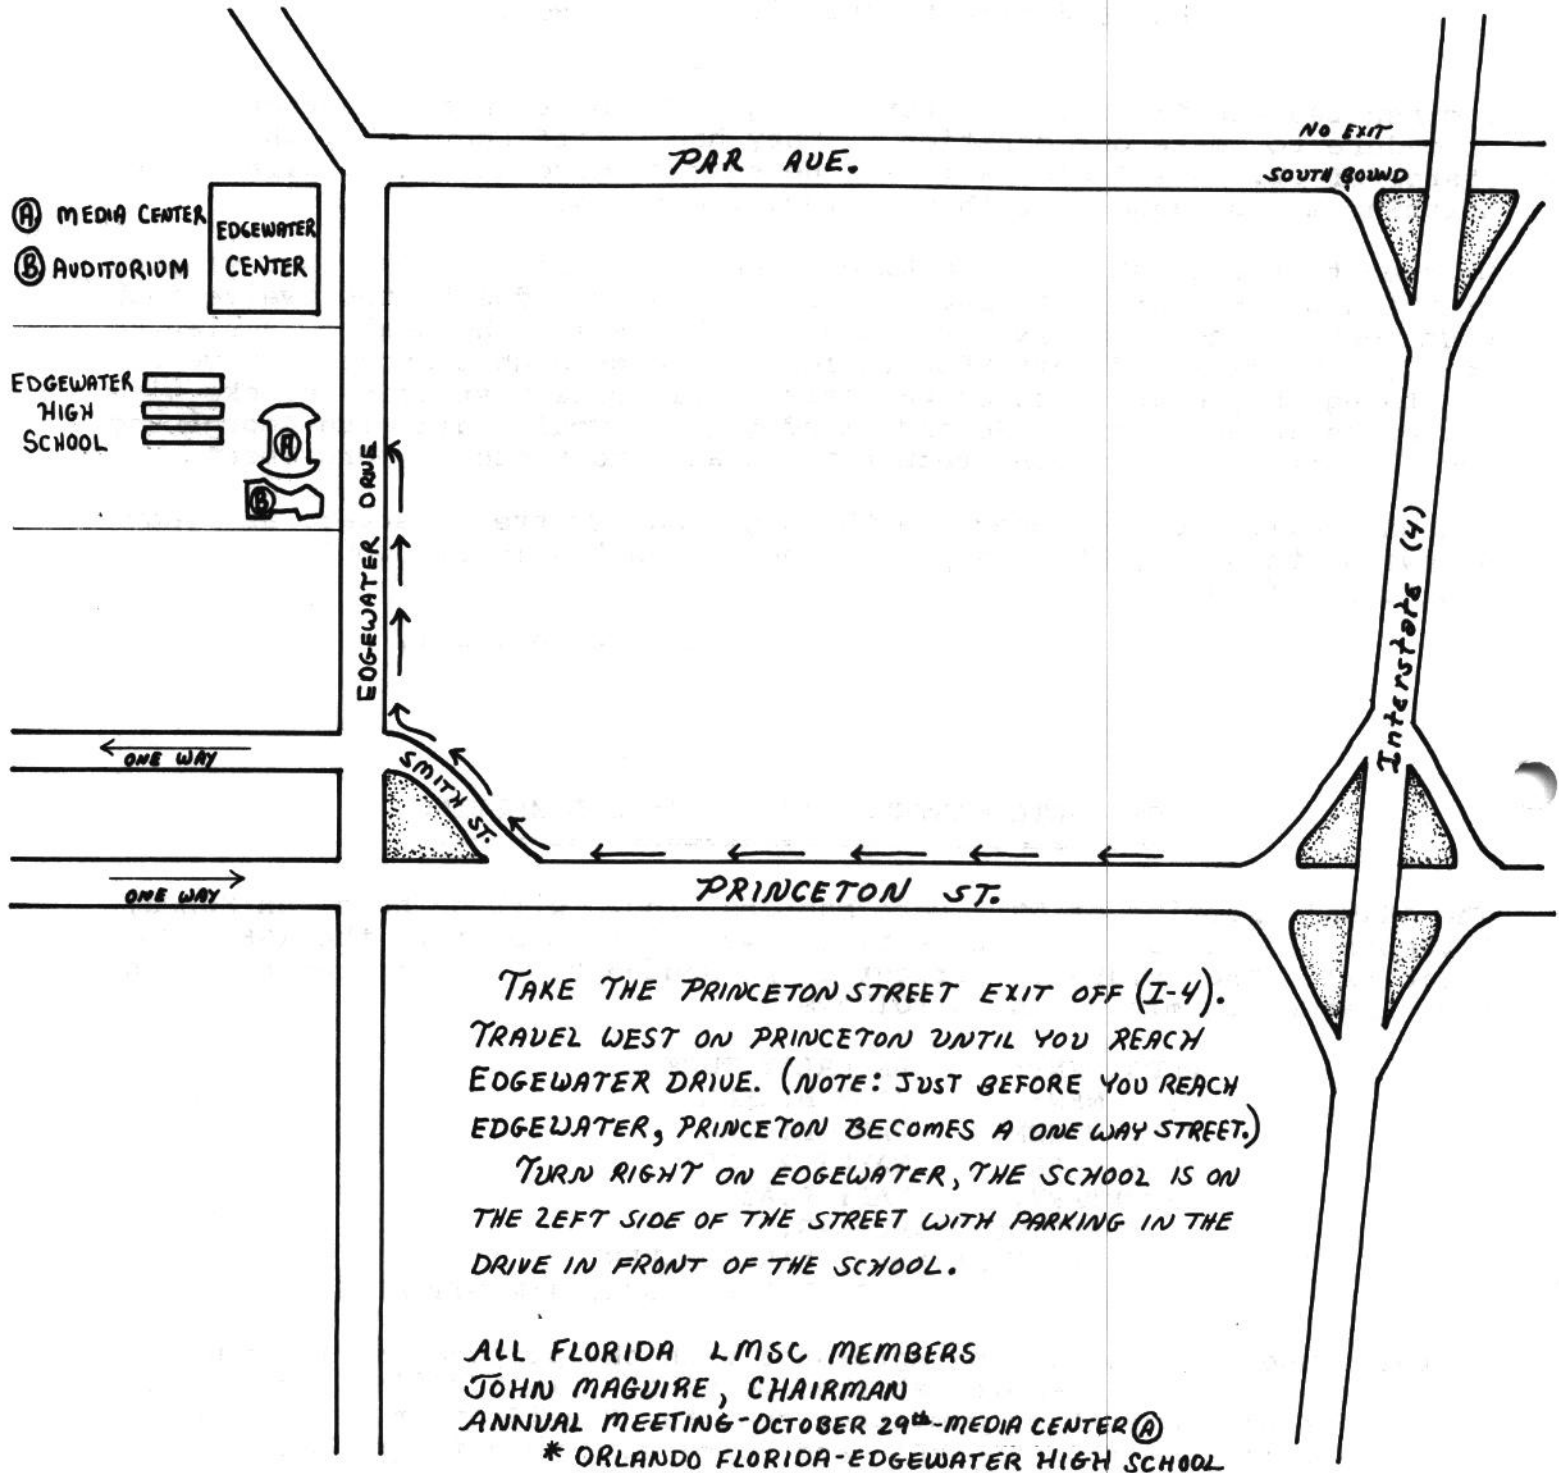 NO EXIT
PAR AVE.
SOUTH BOUND
Ⓐ MEDIA CENTER
Ⓑ AUDITORIUM
EDGEWATER
CENTER
EDGEWATER
HIGH
SCHOOL
A
B
EDGEWATER DRIVE
Interstate (4)
ONE WAY
SMITH ST.
ONE WAY
PRINCETON ST.
TAKE THE PRINCETON STREET EXIT OFF (I-4).
TRAVEL WEST ON PRINCETON UNTIL YOU REACH
EDGEWATER DRIVE. (NOTE: JUST BEFORE YOU REACH
EDGEWATER, PRINCETON BECOMES A ONE WAY STREET.)
TURN RIGHT ON EDGEWATER, THE SCHOOL IS ON
THE LEFT SIDE OF THE STREET WITH PARKING IN THE
DRIVE IN FRONT OF THE SCHOOL.
ALL FLORIDA LMSC MEMBERS
JOHN MAGUIRE, CHAIRMAN
ANNUAL MEETING-OCTOBER 29th-MEDIA CENTER Ⓐ
* ORLANDO FLORIDA-EDGEWATER HIGH SCHOOL